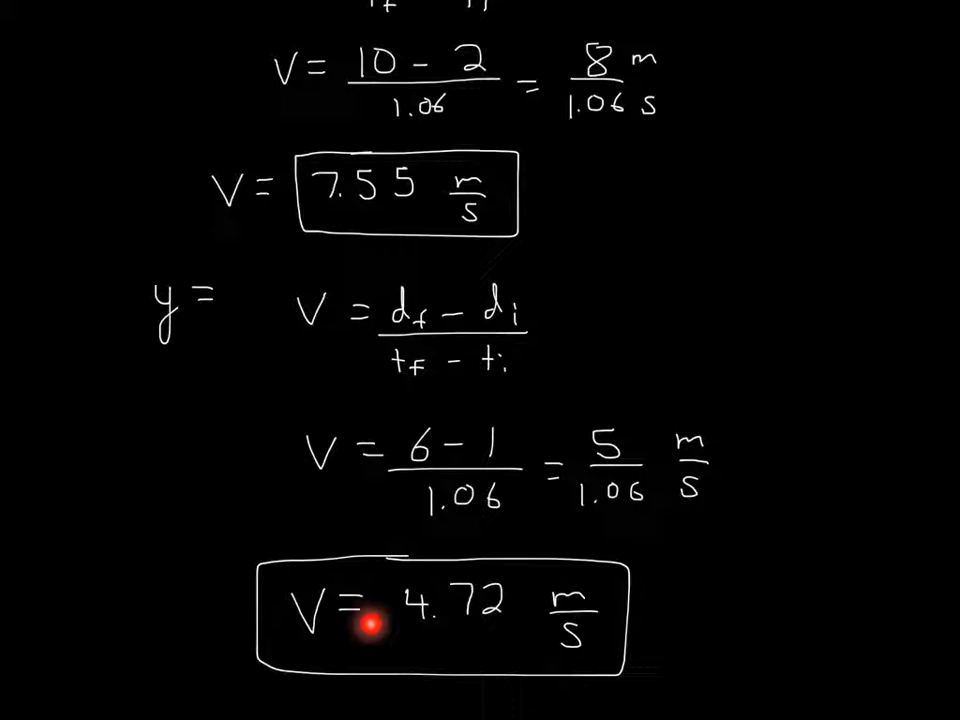 V = 10 - 2 / 1.06 = 8 m / 1.06 s
V = 7.55 m/s
y = V = df - di / tf - ti
V = 6 - 1 / 1.06 = 5 / 1.06 m/s
V = 4.72 m/s